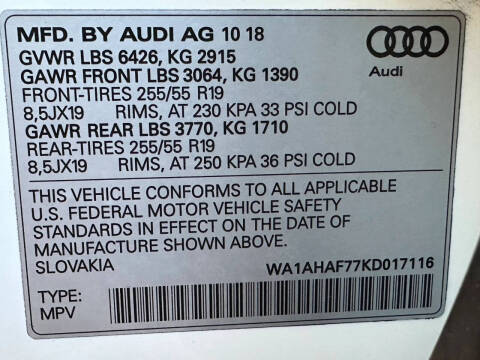 MFD. BY AUDI AG 10 18
GVWR LBS 6426, KG 2915
GAWR FRONT LBS 3064, KG 1390
FRONT-TIRES 255/55 R19
8,5JX19 RIMS, AT 230 KPA 33 PSI COLD
GAWR REAR LBS 3770, KG 1710
REAR-TIRES 255/55 R19
8,5JX19 RIMS, AT 250 KPA 36 PSI COLD
Audi
THIS VEHICLE CONFORMS TO ALL APPLICABLE
U.S. FEDERAL MOTOR VEHICLE SAFETY
STANDARDS IN EFFECT ON THE DATE OF
MANUFACTURE SHOWN ABOVE.
SLOVAKIA WA1AHAF77KD017116
TYPE:
MPV